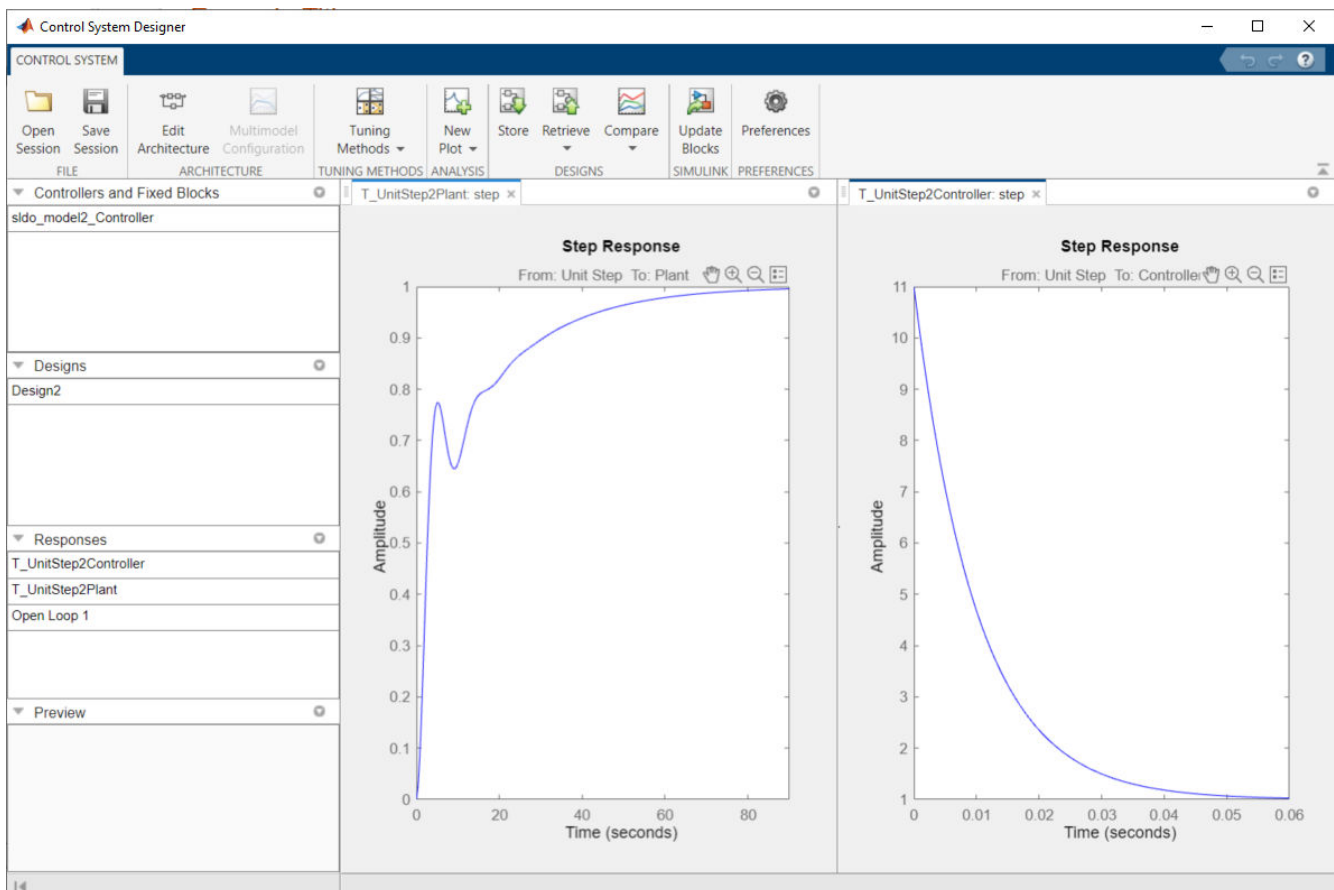 Control System Designer
CONTROL SYSTEM
Open Session
Save Session
Edit Architecture
Multimodel Configuration
Tuning Methods
New Plot
Store
Retrieve
Compare
Update Blocks
Preferences
FILE
ARCHITECTURE
TUNING METHODS
ANALYSIS
DESIGNS
SIMULINK
PREFERENCES
Controllers and Fixed Blocks
sldo_model2_Controller
Designs
Design2
Responses
T_UnitStep2Controller
T_UnitStep2Plant
Open Loop 1
Preview
T_UnitStep2Plant: step
Step Response
From: Unit Step To: Plant
1
0.9
0.8
0.7
0.6
0.5
0.4
0.3
0.2
0.1
0
Amplitude
0 20 40 60 80
Time (seconds)
T_UnitStep2Controller: step
Step Response
From: Unit Step To: Controller
11
10
9
8
7
6
5
4
3
2
1
Amplitude
0 0.01 0.02 0.03 0.04 0.05 0.06
Time (seconds)